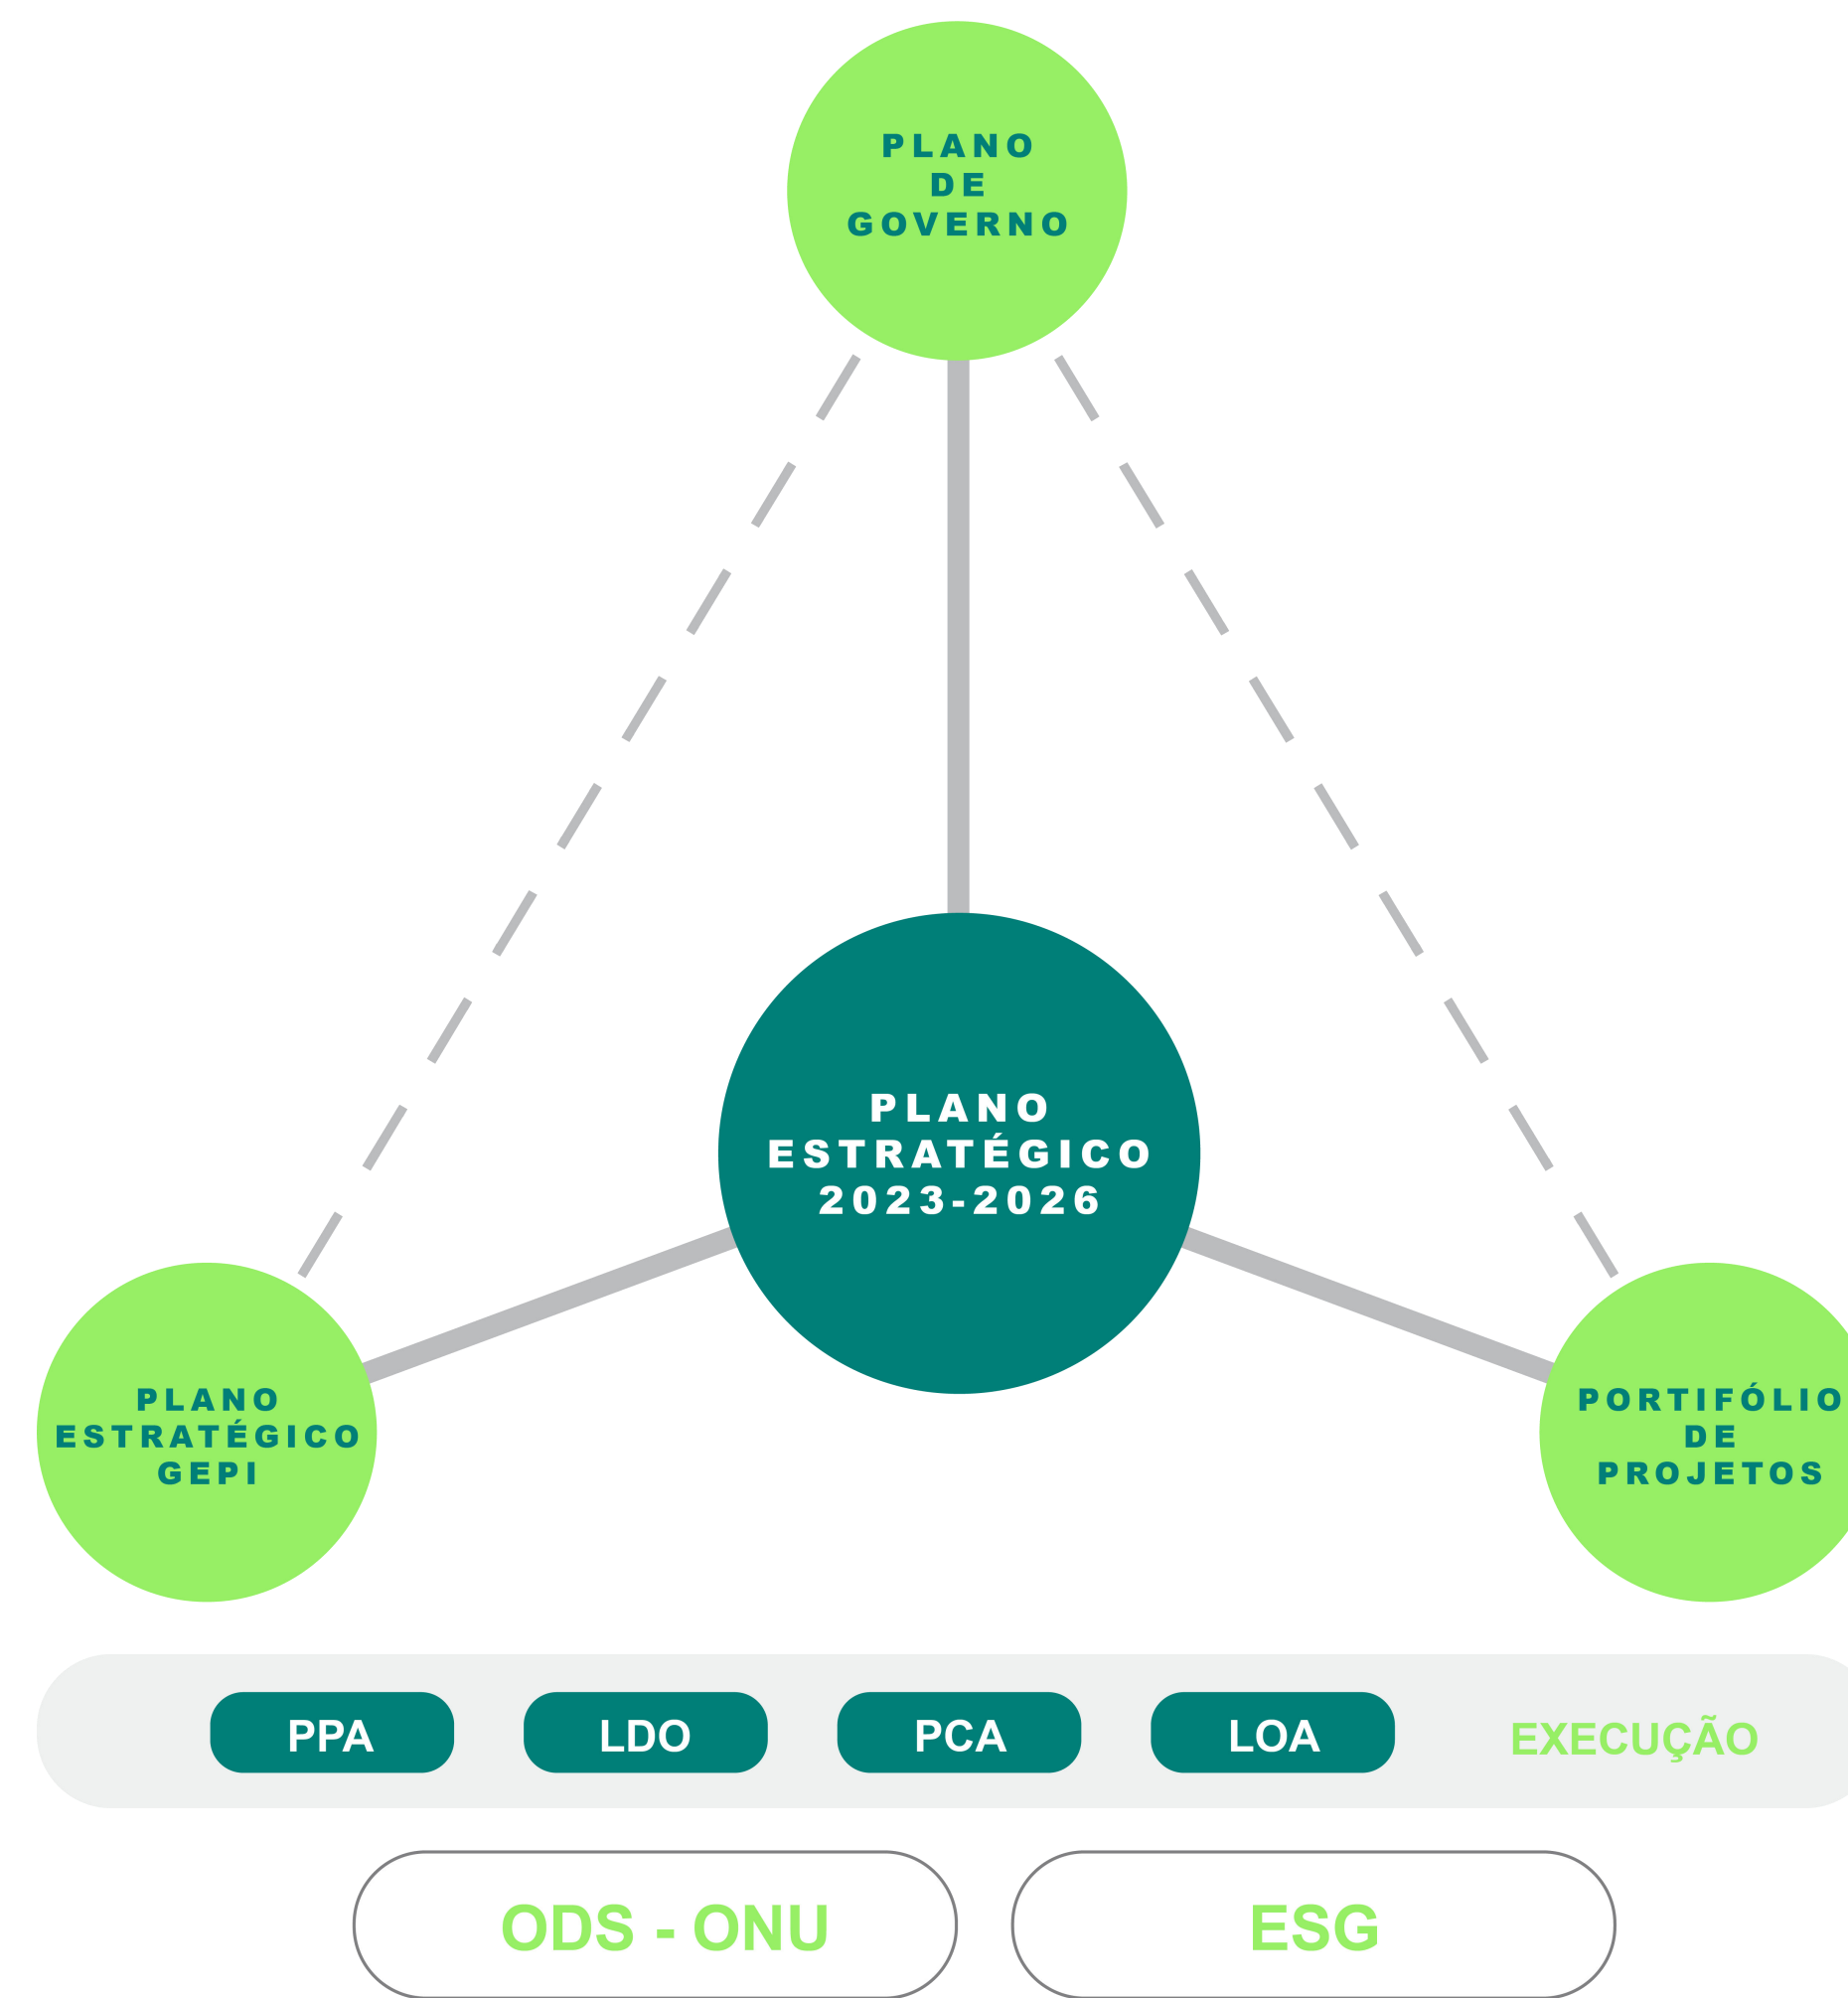 PLANO
DE
GOVERNO
PLANO
ESTRATÉGICO
2023-2026
PLANO
ESTRATÉGICO
GEPI
PORTIFÓLIO
DE
PROJETOS
PPA
LDO
PCA
LOA
EXECUÇÃO
ODS - ONU
ESG